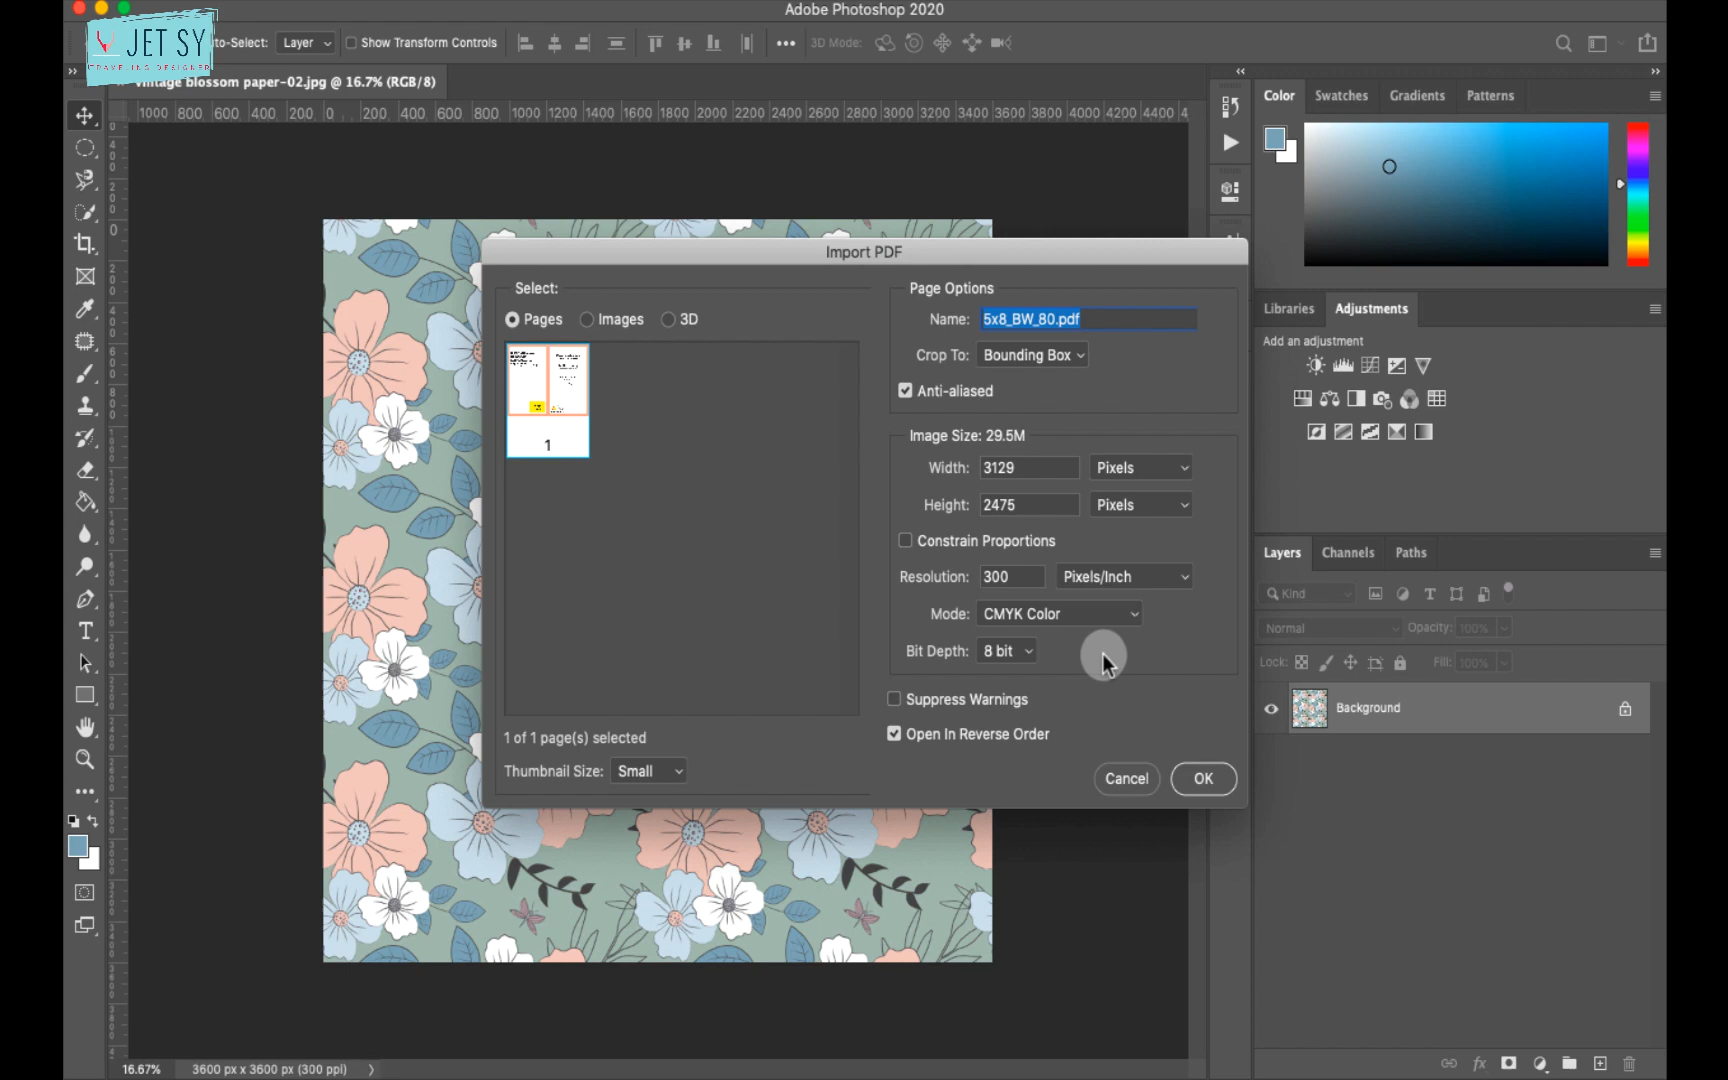 Adobe Photoshop 2020
JET SY
TRAVELING DESIGNER
uto-Select: Layer Show Transform Controls ••• 3D Mode:
vintage blossom paper-02.jpg @ 16.7% (RGB/8)
1000 800 600 400 200 0 200 400 600 800 1000 1200 1400 1600 1800 2000 2200 2400 2600 2800 3000 3200 3400 3600 3800 4000 4200 4400 4
Color Swatches Gradients Patterns
Import PDF
Select:
Pages Images 3D
1
1 of 1 page(s) selected
Thumbnail Size: Small
Page Options
Name: 5x8_BW_80.pdf
Crop To: Bounding Box
Anti-aliased
Image Size: 29.5M
Width: 3129 Pixels
Height: 2475 Pixels
Constrain Proportions
Resolution: 300 Pixels/Inch
Mode: CMYK Color
Bit Depth: 8 bit
Suppress Warnings
Open In Reverse Order
Cancel OK
Libraries Adjustments
Add an adjustment
Layers Channels Paths
Kind
Normal Opacity: 100%
Lock: Fill: 100%
Background
16.67% 3600 px x 3600 px (300 ppi)